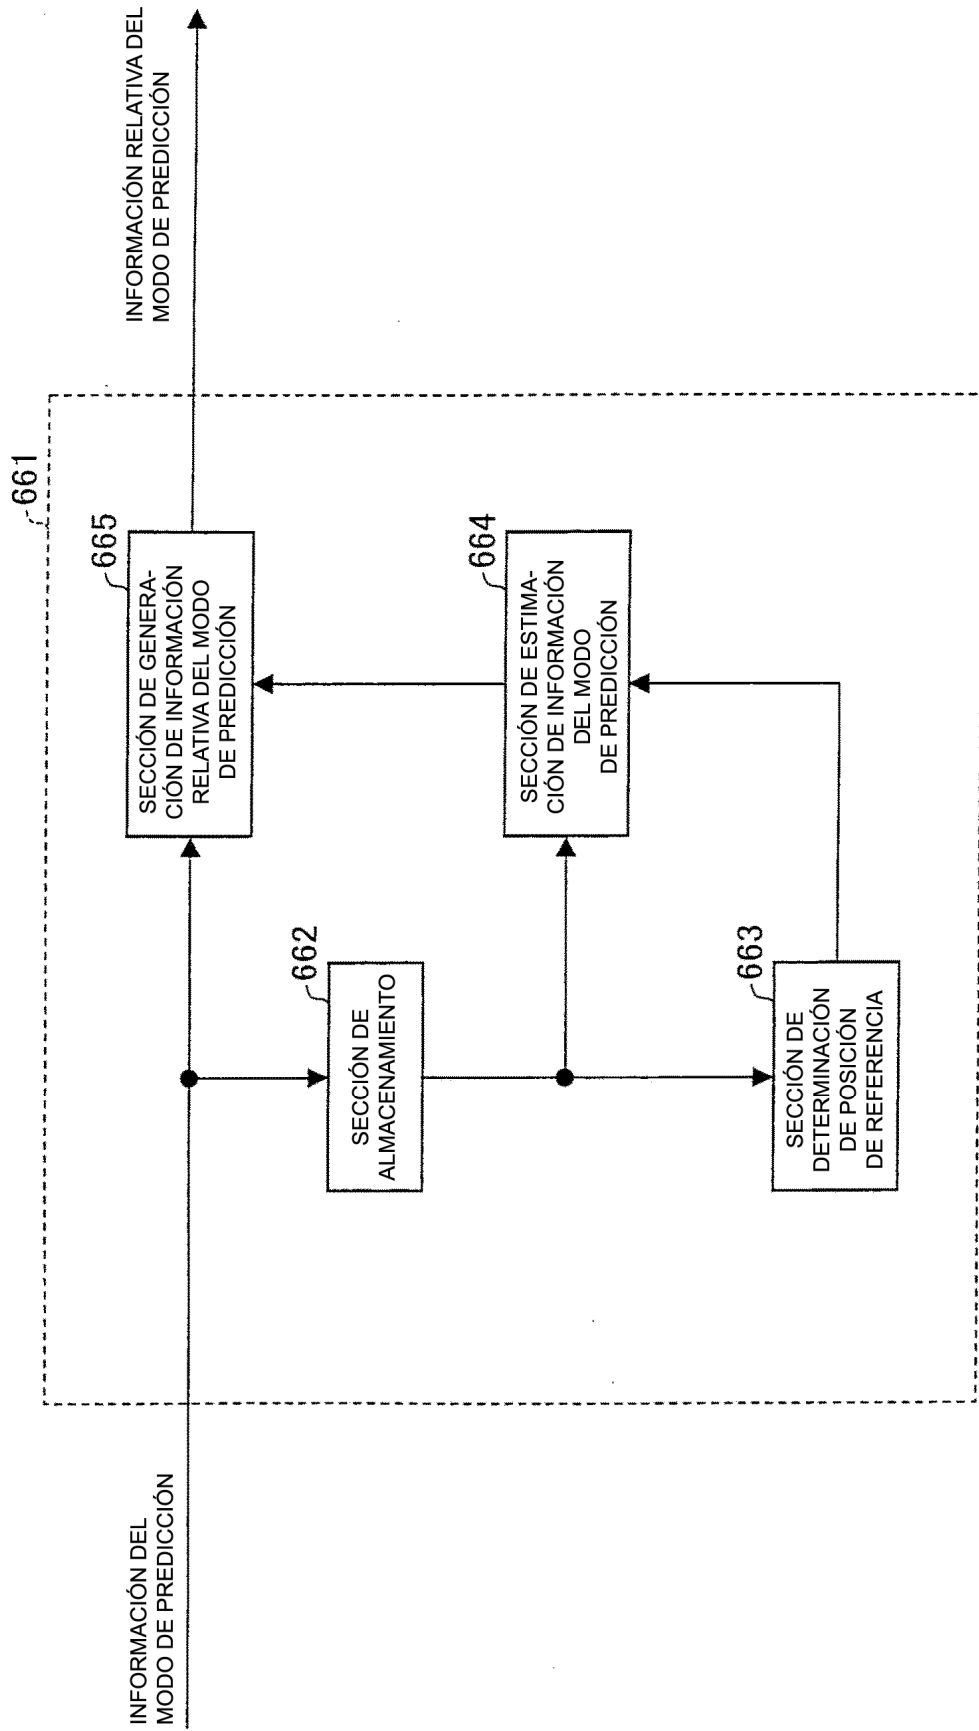 661
INFORMACIÓN DEL
MODO DE PREDICCIÓN
665
SECCIÓN DE GENERA-
CIÓN DE INFORMACIÓN
RELATIVA DEL MODO
DE PREDICCIÓN
INFORMACIÓN RELATIVA DEL
MODO DE PREDICCIÓN
662
SECCIÓN DE
ALMACENAMIENTO
664
SECCIÓN DE ESTIMA-
CIÓN DE INFORMACIÓN
DEL MODO
DE PREDICCIÓN
663
SECCIÓN DE
DETERMINACIÓN
DE POSICIÓN
DE REFERENCIA